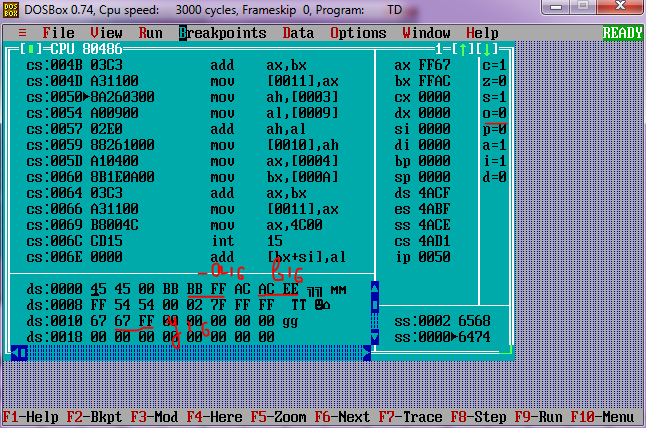 DOSBox 0.74, Cpu speed: 3000 cycles, Frameskip 0, Program: TD
≡ File View Run Breakpoints Data Options Window Help READY
[■]=CPU 80486 1=[↑][↓]
cs:004B 03C3 add ax,bx ax FF67 c=1
cs:004D A31100 mov [0011],ax bx FFAC z=0
cs:0050►8A260300 mov ah,[0003] cx 0000 s=1
cs:0054 A00900 mov al,[0009] dx 0000 o=0
cs:0057 02E0 add ah,al si 0000 p=0
cs:0059 88261000 mov [0010],ah di 0000 a=1
cs:005D A10400 mov ax,[0004] bp 0000 i=1
cs:0060 8B1E0A00 mov bx,[000A] sp 0000 d=0
cs:0064 03C3 add ax,bx ds 4ACF
cs:0066 A31100 mov [0011],ax es 4ABF
cs:0069 B8004C mov ax,4C00 ss 4ACE
cs:006C CD15 int 15 cs 4AD1
cs:006E 0000 add [bx+si],al ip 0050
ds:0000 45 45 00 BB BB FF AC AC EE ╗╗ MM
ds:0008 FF 54 54 00 02 7F FF FF TT ☻⌂
ds:0010 67 67 FF 00 00 00 00 00 gg ss:0002 6568
ds:0018 00 00 00 00 00 00 00 00 ss:0000►6474
F1-Help F2-Bkpt F3-Mod F4-Here F5-Zoom F6-Next F7-Trace F8-Step F9-Run F10-Menu